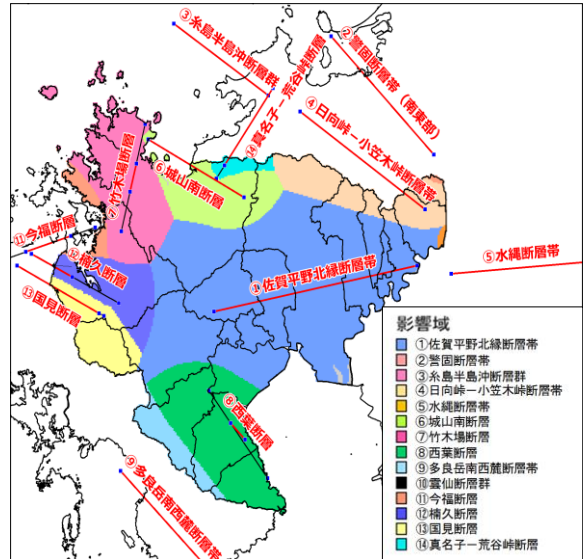 ③糸島半島沖断層群
②警固断層帯（南東部）
⑭真名子－荒谷峠断層
④日向峠－小笠木峠断層帯
⑥城山南断層
⑦竹木場断層
⑪今福断層
⑫楠久断層
⑬国見断層
①佐賀平野北縁断層帯
⑤水縄断層帯
⑧西葉断層
⑨多良岳南西麓断層帯
影響域
①佐賀平野北縁断層帯
②警固断層帯
③糸島半島沖断層群
④日向峠－小笠木峠断層帯
⑤水縄断層帯
⑥城山南断層
⑦竹木場断層
⑧西葉断層
⑨多良岳南西麓断層帯
⑩雲仙断層群
⑪今福断層
⑫楠久断層
⑬国見断層
⑭真名子－荒谷峠断層